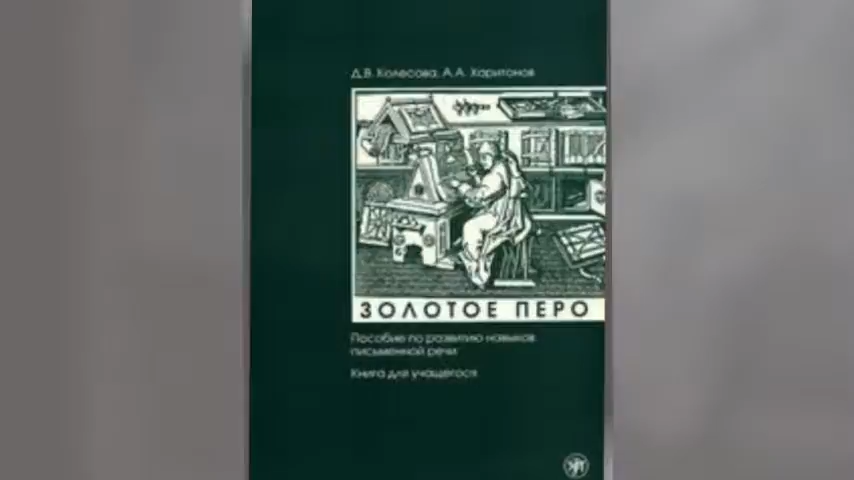 Д.В. Колесова, А.А. Харитонов
ЗОЛОТОЕ ПЕРО
Пособие по развитию навыков
письменной речи
Книга для учащегося